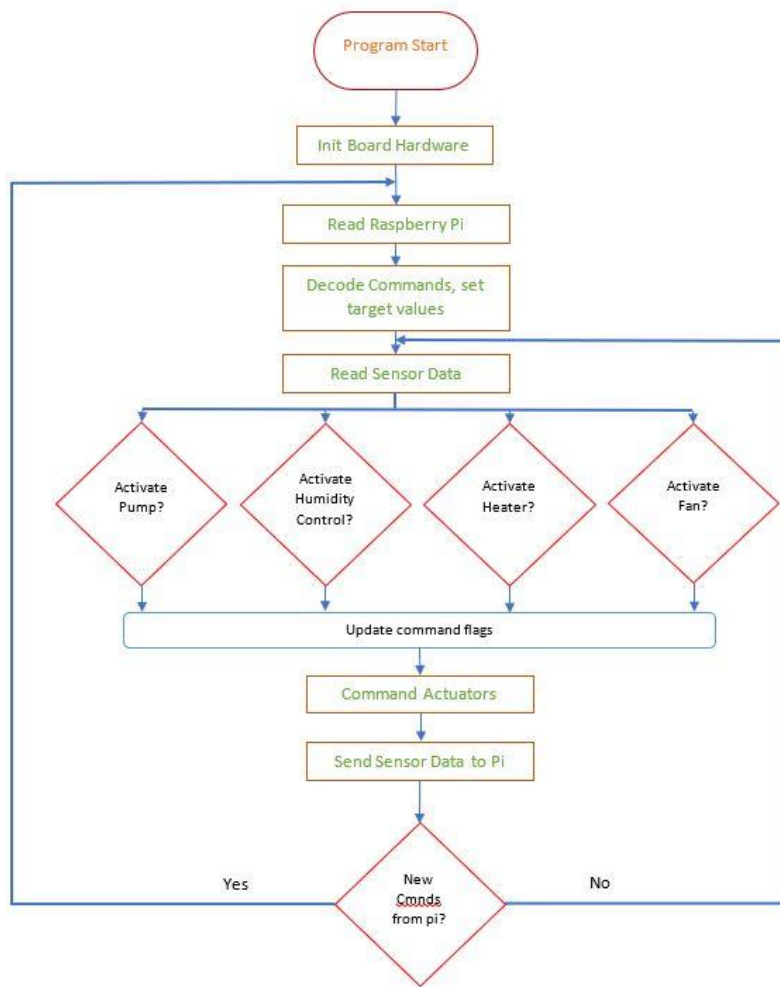 Program Start
Init Board Hardware
Read Raspberry Pi
Decode Commands, set
target values
Read Sensor Data
Activate
Pump?
Activate
Humidity
Control?
Activate
Heater?
Activate
Fan?
Update command flags
Command Actuators
Send Sensor Data to Pi
Yes
New
Cmnds
from pi?
No